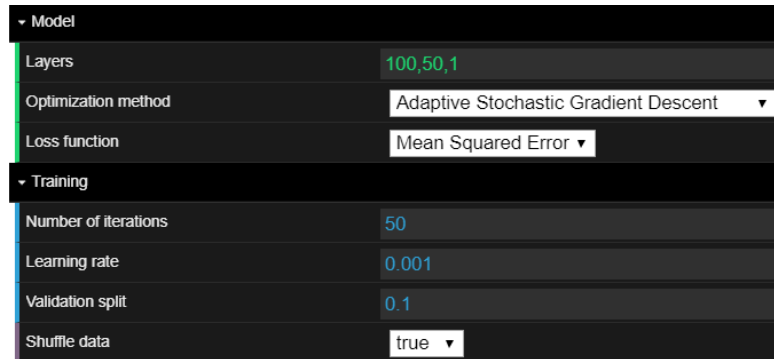 Model
Layers 100,50,1
Optimization method Adaptive Stochastic Gradient Descent
Loss function Mean Squared Error
Training
Number of iterations 50
Learning rate 0.001
Validation split 0.1
Shuffle data true